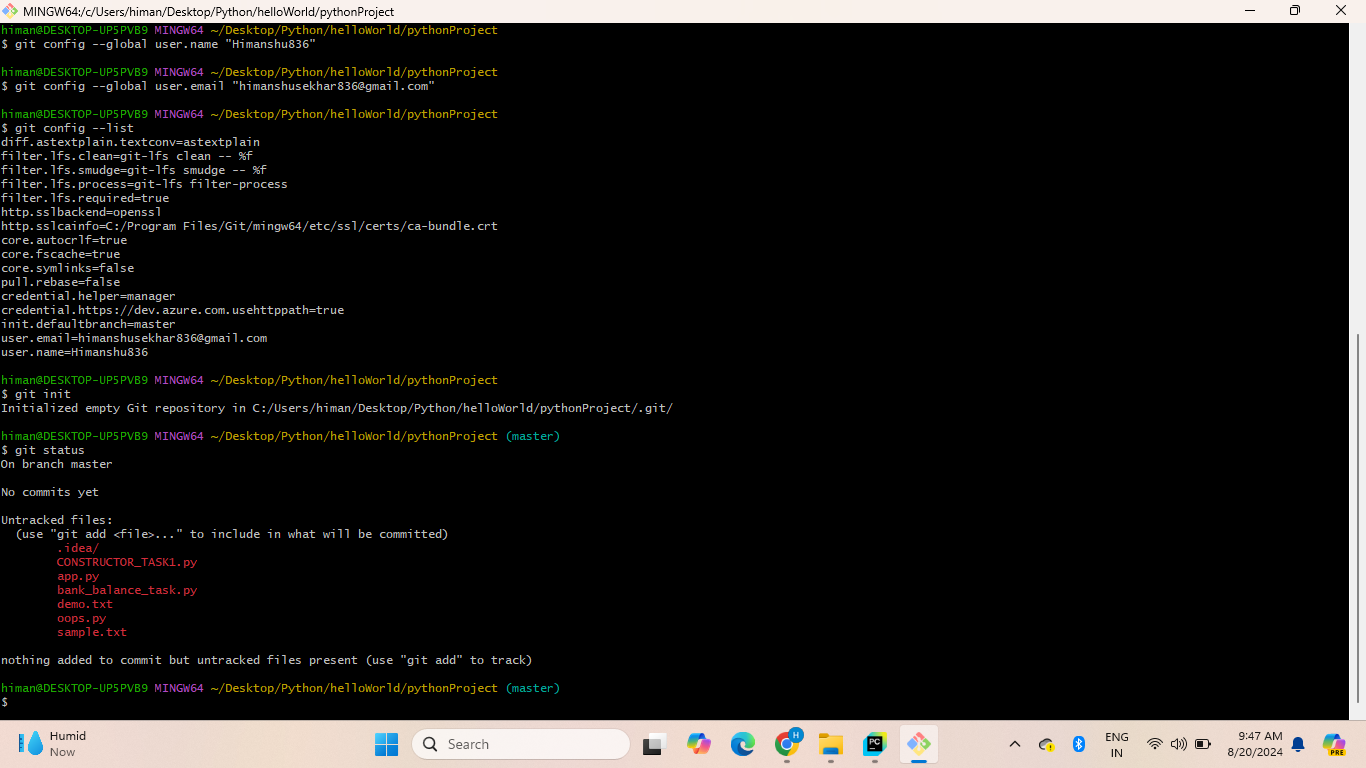 MINGW64:/c/Users/himan/Desktop/Python/helloWorld/pythonProject
himan@DESKTOP-UP5PVB9 MINGW64 ~/Desktop/Python/helloWorld/pythonProject
$ git config --global user.name "Himanshu836"
himan@DESKTOP-UP5PVB9 MINGW64 ~/Desktop/Python/helloWorld/pythonProject
$ git config --global user.email "himanshusekhar836@gmail.com"
himan@DESKTOP-UP5PVB9 MINGW64 ~/Desktop/Python/helloWorld/pythonProject
$ git config --list
diff.astextplain.textconv=astextplain
filter.lfs.clean=git-lfs clean -- %f
filter.lfs.smudge=git-lfs smudge -- %f
filter.lfs.process=git-lfs filter-process
filter.lfs.required=true
http.sslbackend=openssl
http.sslcainfo=C:/Program Files/Git/mingw64/etc/ssl/certs/ca-bundle.crt
core.autocrlf=true
core.fscache=true
core.symlinks=false
pull.rebase=false
credential.helper=manager
credential.https://dev.azure.com.usehttppath=true
init.defaultbranch=master
user.email=himanshusekhar836@gmail.com
user.name=Himanshu836
himan@DESKTOP-UP5PVB9 MINGW64 ~/Desktop/Python/helloWorld/pythonProject
$ git init
Initialized empty Git repository in C:/Users/himan/Desktop/Python/helloWorld/pythonProject/.git/
himan@DESKTOP-UP5PVB9 MINGW64 ~/Desktop/Python/helloWorld/pythonProject (master)
$ git status
On branch master
No commits yet
Untracked files:
(use "git add <file>..." to include in what will be committed)
.idea/
CONSTRUCTOR_TASK1.py
app.py
bank_balance_task.py
demo.txt
oops.py
sample.txt
nothing added to commit but untracked files present (use "git add" to track)
himan@DESKTOP-UP5PVB9 MINGW64 ~/Desktop/Python/helloWorld/pythonProject (master)
$
Humid
Now
Search
H
PC
ENG
IN
9:47 AM
8/20/2024
PRE